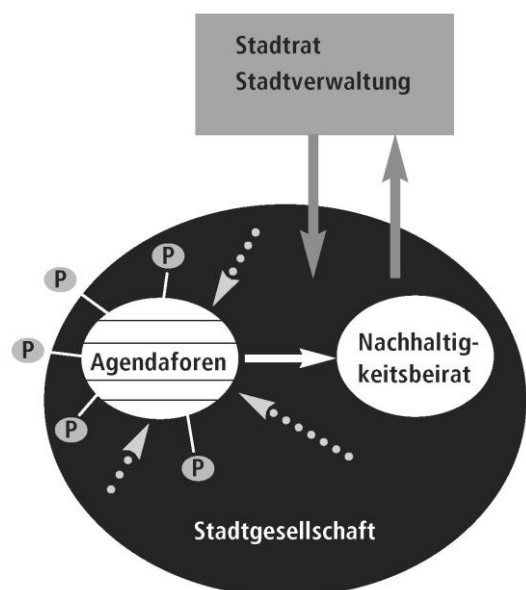 Stadtrat
Stadtverwaltung
P
P
P
Agendaforen
Nachhaltig-
keitsbeirat
P
P
Stadtgesellschaft